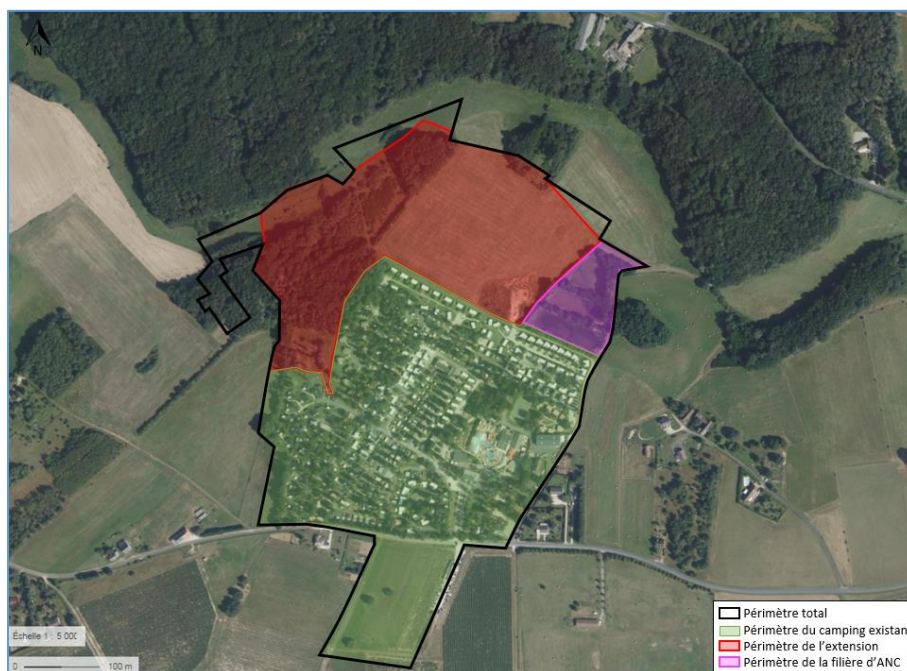 N
Échelle 1 : 5 000
0 100 m
Périmètre total
Périmètre du camping existan
Périmètre de l'extension
Périmètre de la filière d'ANC